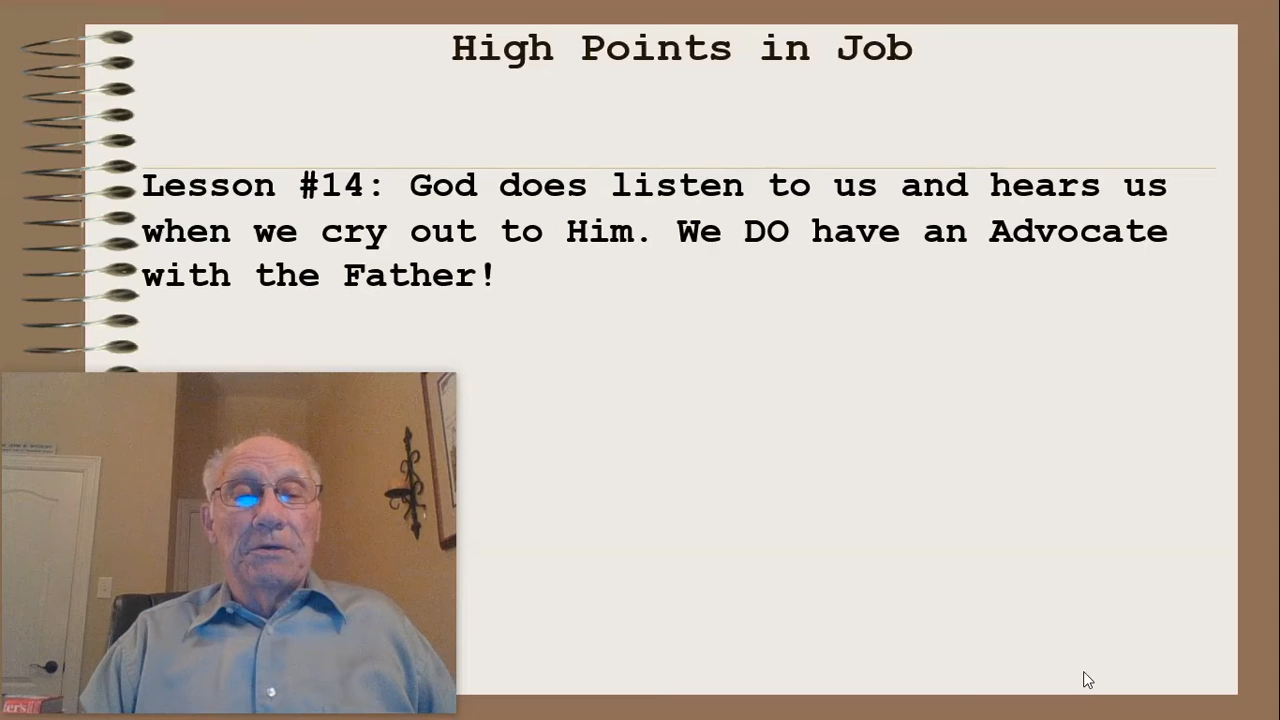 High Points in Job
Lesson #14: God does listen to us and hears us
when we cry out to Him. We DO have an Advocate
with the Father!